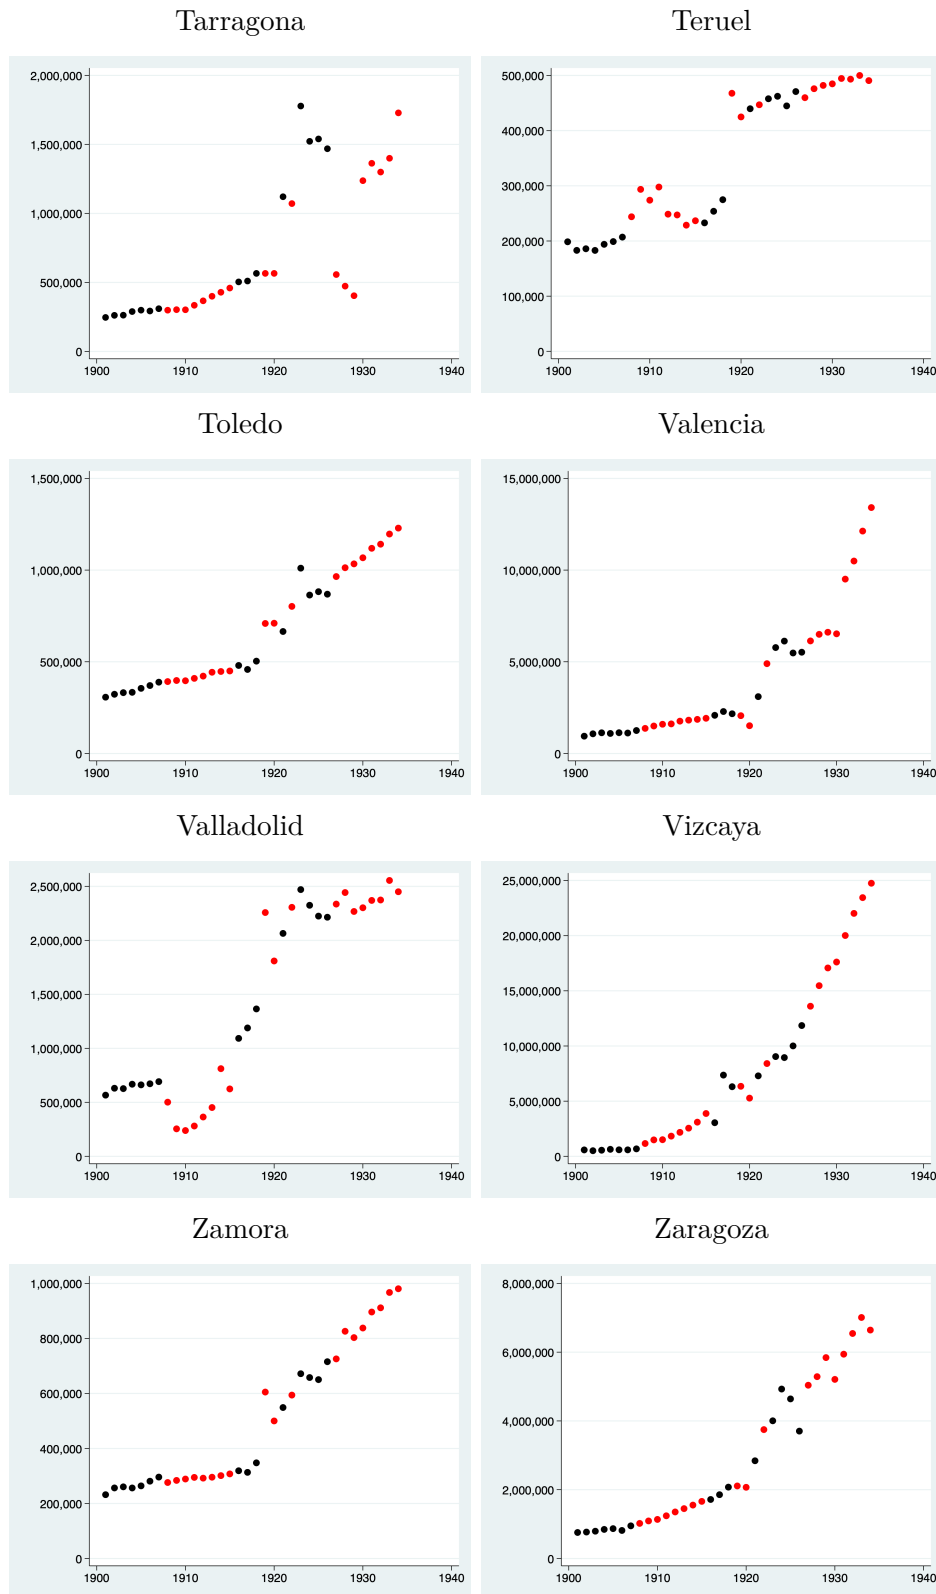 Tarragona
2,000,000
1,500,000
1,000,000
500,000
0
1900 1910 1920 1930 1940
Teruel
500,000
400,000
300,000
200,000
100,000
0
1900 1910 1920 1930 1940
Toledo
1,500,000
1,000,000
500,000
0
1900 1910 1920 1930 1940
Valencia
15,000,000
10,000,000
5,000,000
0
1900 1910 1920 1930 1940
Valladolid
2,500,000
2,000,000
1,500,000
1,000,000
500,000
0
1900 1910 1920 1930 1940
Vizcaya
25,000,000
20,000,000
15,000,000
10,000,000
5,000,000
0
1900 1910 1920 1930 1940
Zamora
1,000,000
800,000
600,000
400,000
200,000
0
1900 1910 1920 1930 1940
Zaragoza
8,000,000
6,000,000
4,000,000
2,000,000
0
1900 1910 1920 1930 1940